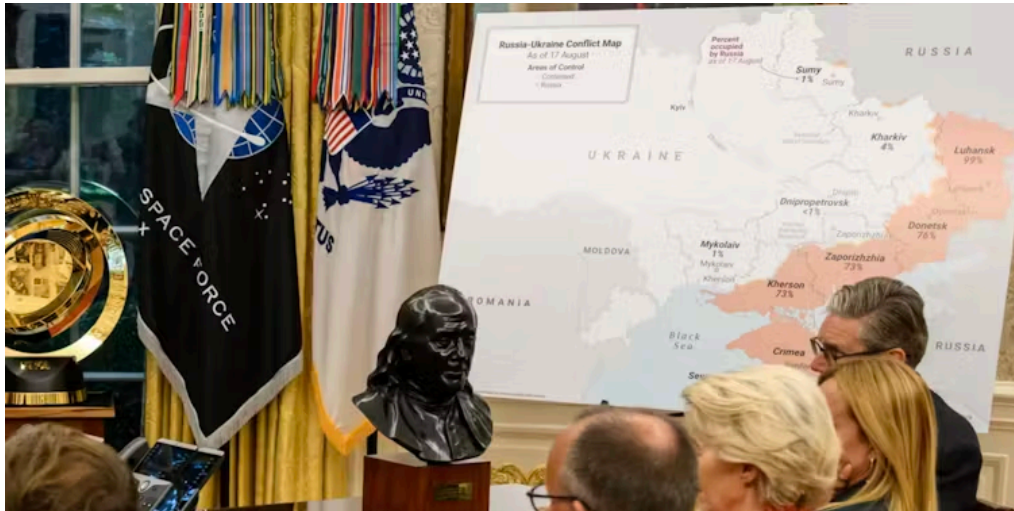 Russia-Ukraine Conflict Map
As of 17 August
Areas of Control
Contested
Russia
Percent
occupied
by Russia
as of 17 August
RUSSIA
Sumy
1%
Sumy
Kyiv
Kharkiv
Kharkiv
4%
Luhansk
99%
UKRAINE
Dnipropetrovsk
<1%
Donetsk
76%
Zaporizhzhia
73%
MOLDOVA
Mykolaiv
1%
Mykolaiv
Kherson
Kherson
73%
ROMANIA
Black
Sea
Crimea
RUSSIA
SPACE FORCE